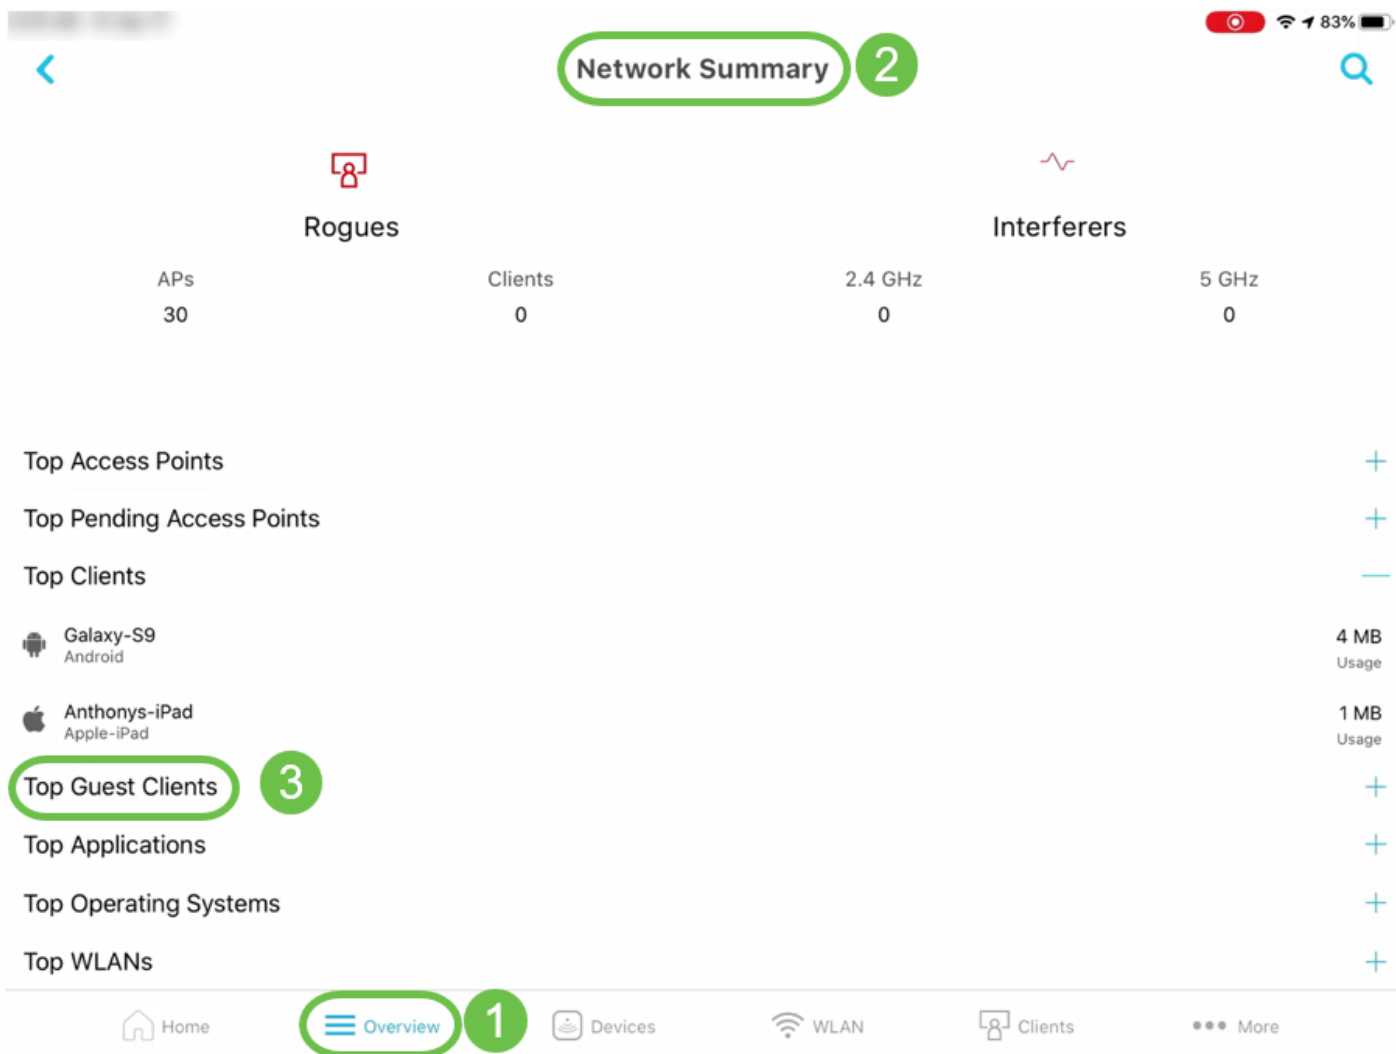 83%
Network Summary 2
Rogues Interferers
APs Clients 2.4 GHz 5 GHz
30 0 0 0
Top Access Points
Top Pending Access Points
Top Clients
Galaxy-S9 4 MB
Android Usage
Anthonys-iPad 1 MB
Apple-iPad Usage
Top Guest Clients 3
Top Applications
Top Operating Systems
Top WLANs
Home Overview 1 Devices WLAN Clients More